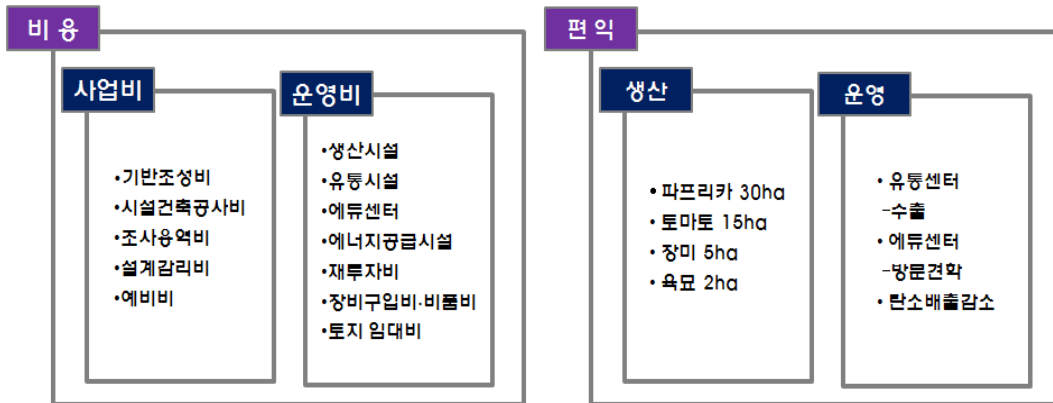 비 용
사업비
•기반조성비
•시설건축공사비
•조사용역비
•설계감리비
•예비비
운영비
•생산시설
•유통시설
•에듀센터
•에너지공급시설
•재투자비
•장비구입비·비품비
•토지 임대비
편 익
생산
• 파프리카 30ha
• 토마토 15ha
• 장미 5ha
• 육묘 2ha
운영
• 유통센터
-수출
• 에듀센터
-방문견학
• 탄소배출감소